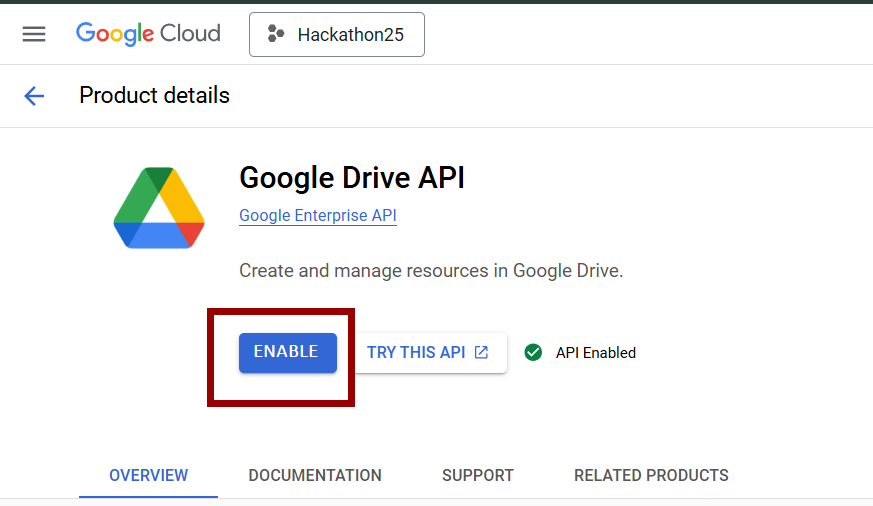 Google Cloud
Hackathon25
Product details
Google Drive API
Google Enterprise API
Create and manage resources in Google Drive.
ENABLE
TRY THIS API
API Enabled
OVERVIEW
DOCUMENTATION
SUPPORT
RELATED PRODUCTS